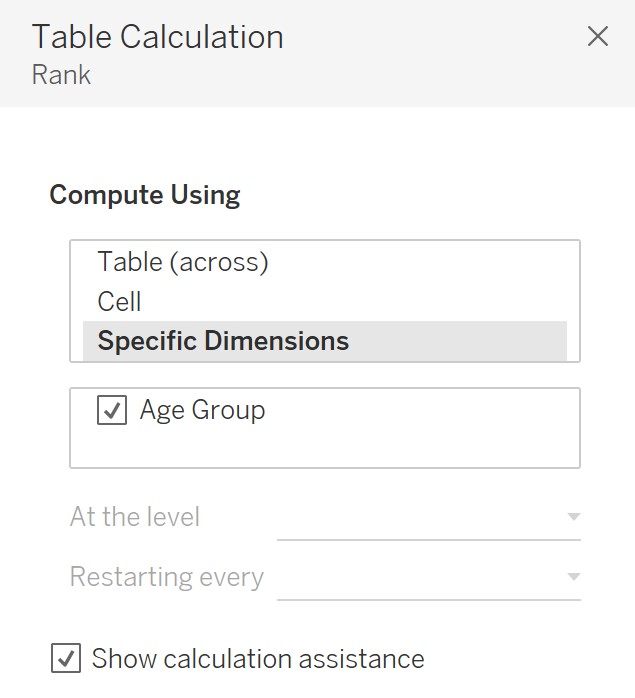 Table Calculation
Rank
Compute Using
Table (across)
Cell
Specific Dimensions
Age Group
At the level
Restarting every
Show calculation assistance